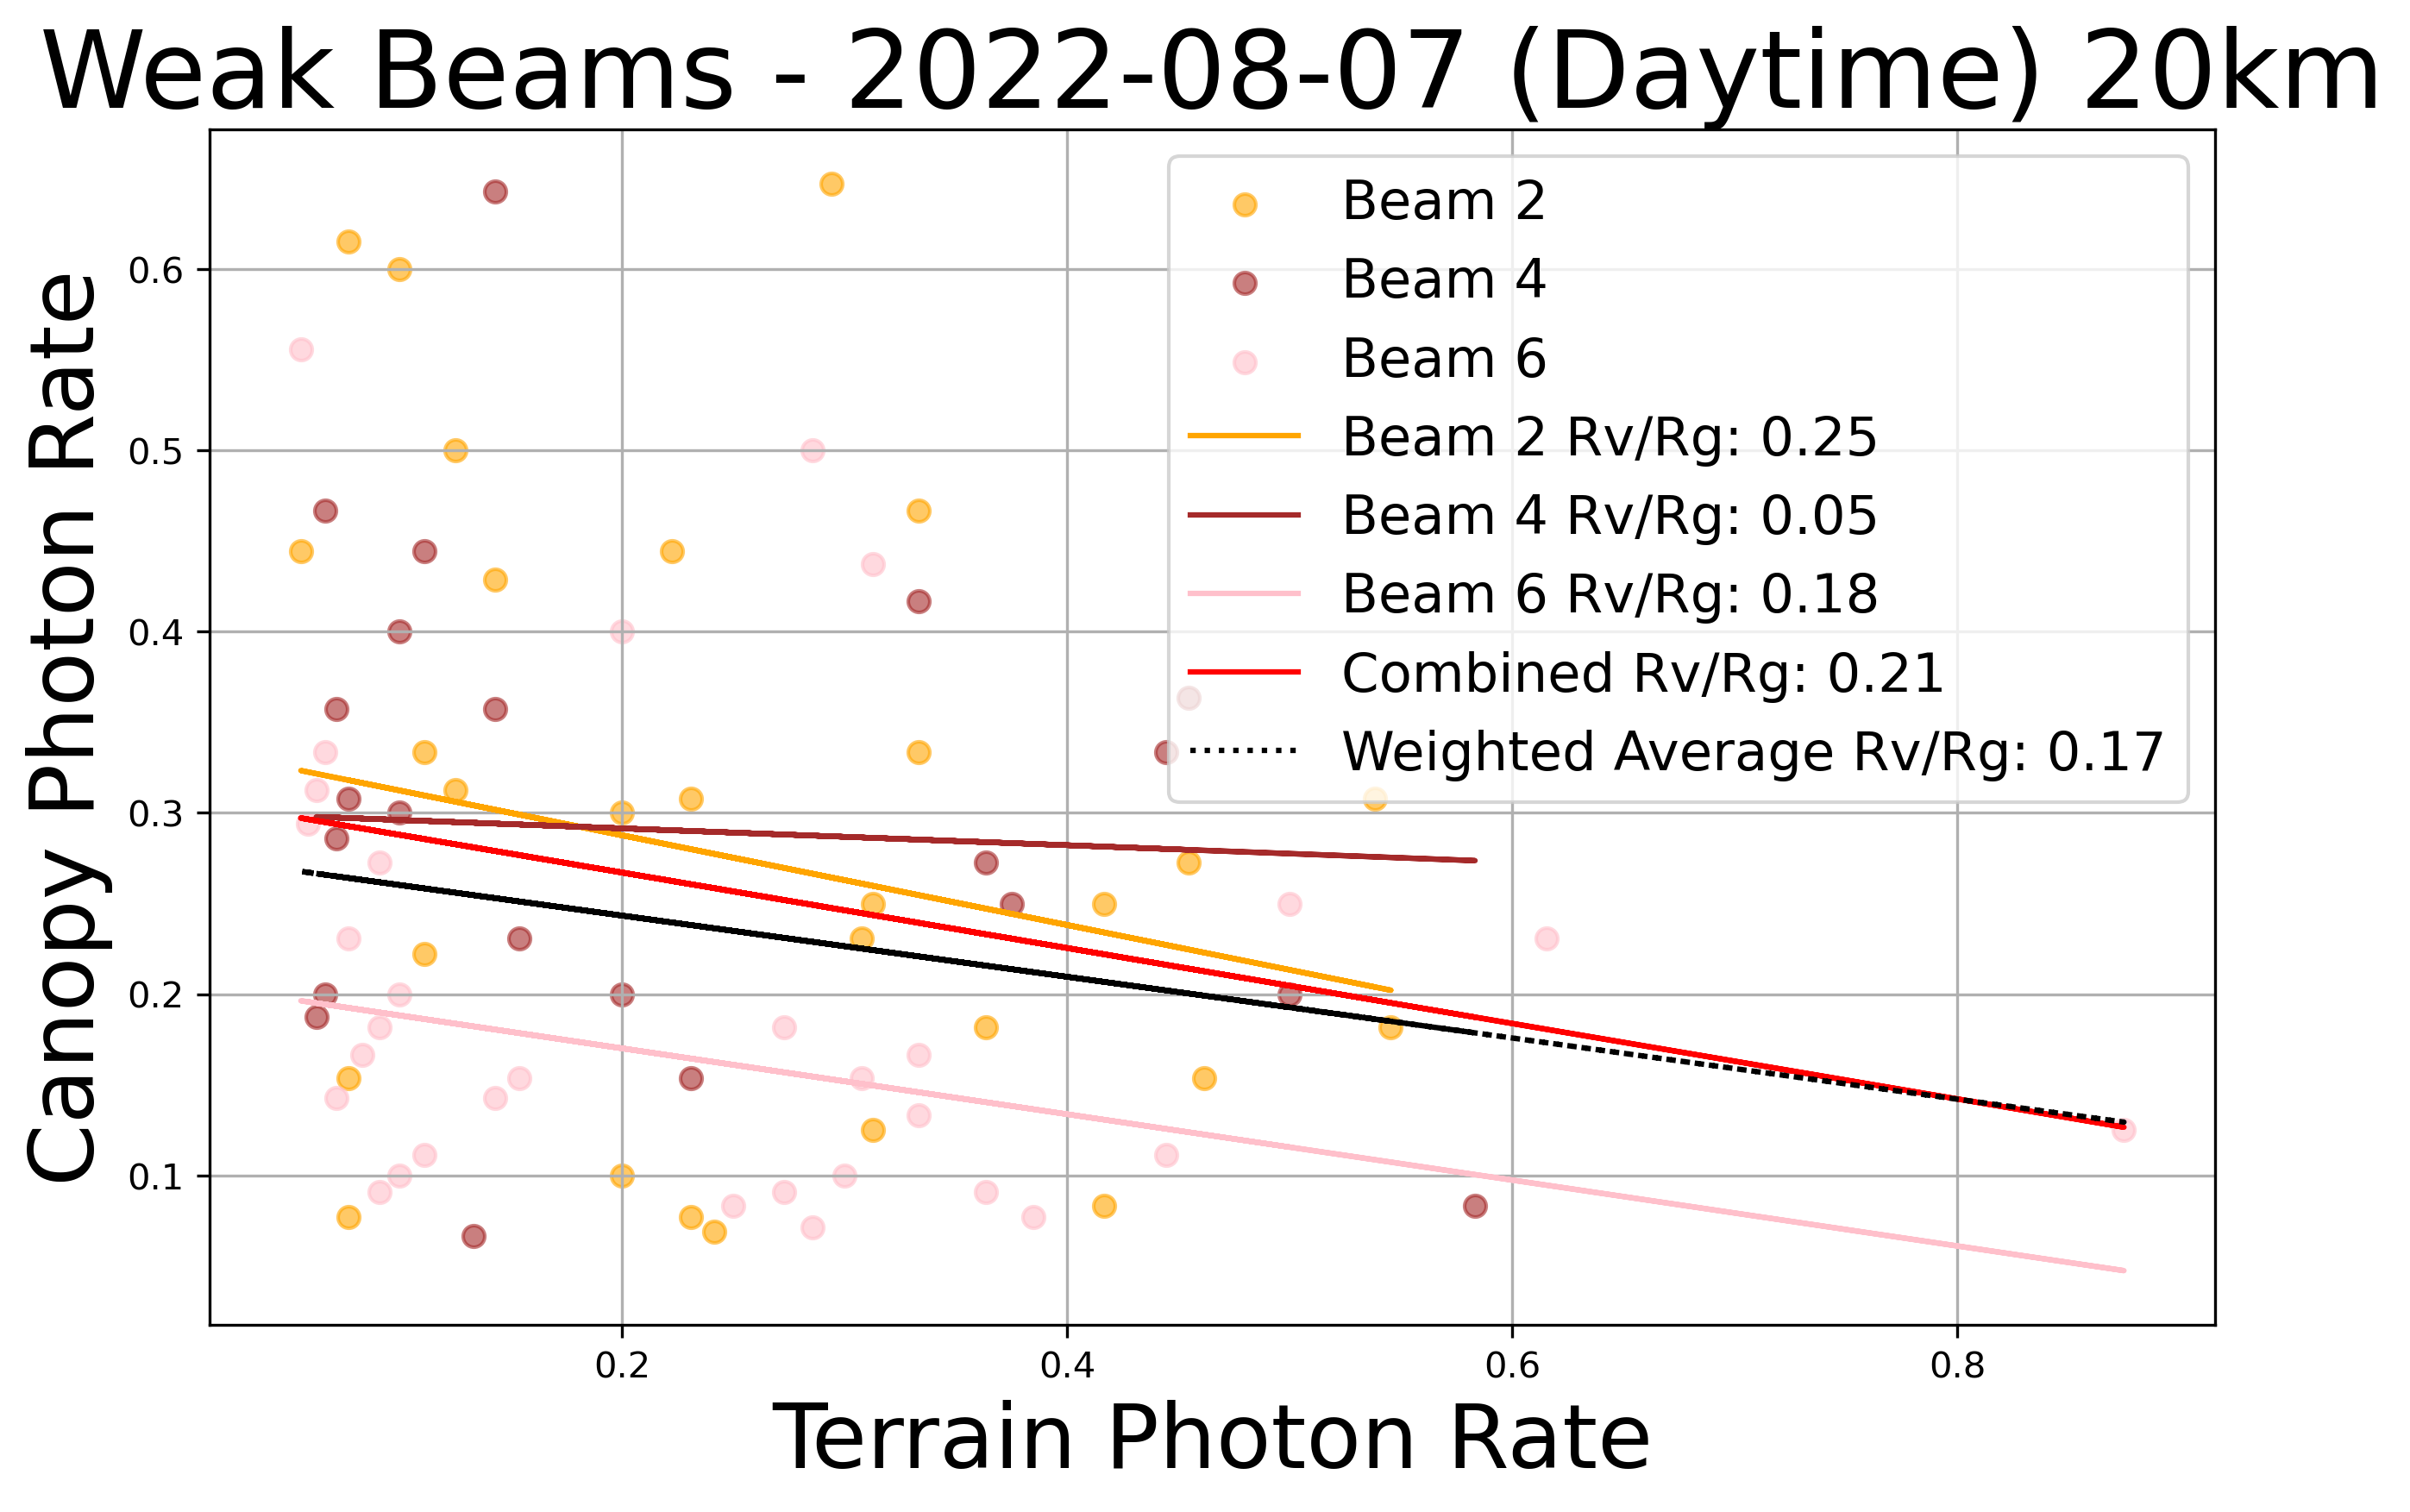 Weak Beams - 2022-08-07 (Daytime) 20km
Canopy Photon Rate
0.6
0.5
0.4
0.3
0.2
0.1
Beam 2
Beam 4
Beam 6
Beam 2 Rv/Rg: 0.25
Beam 4 Rv/Rg: 0.05
Beam 6 Rv/Rg: 0.18
Combined Rv/Rg: 0.21
Weighted Average Rv/Rg: 0.17
0.2
0.4
0.6
0.8
Terrain Photon Rate